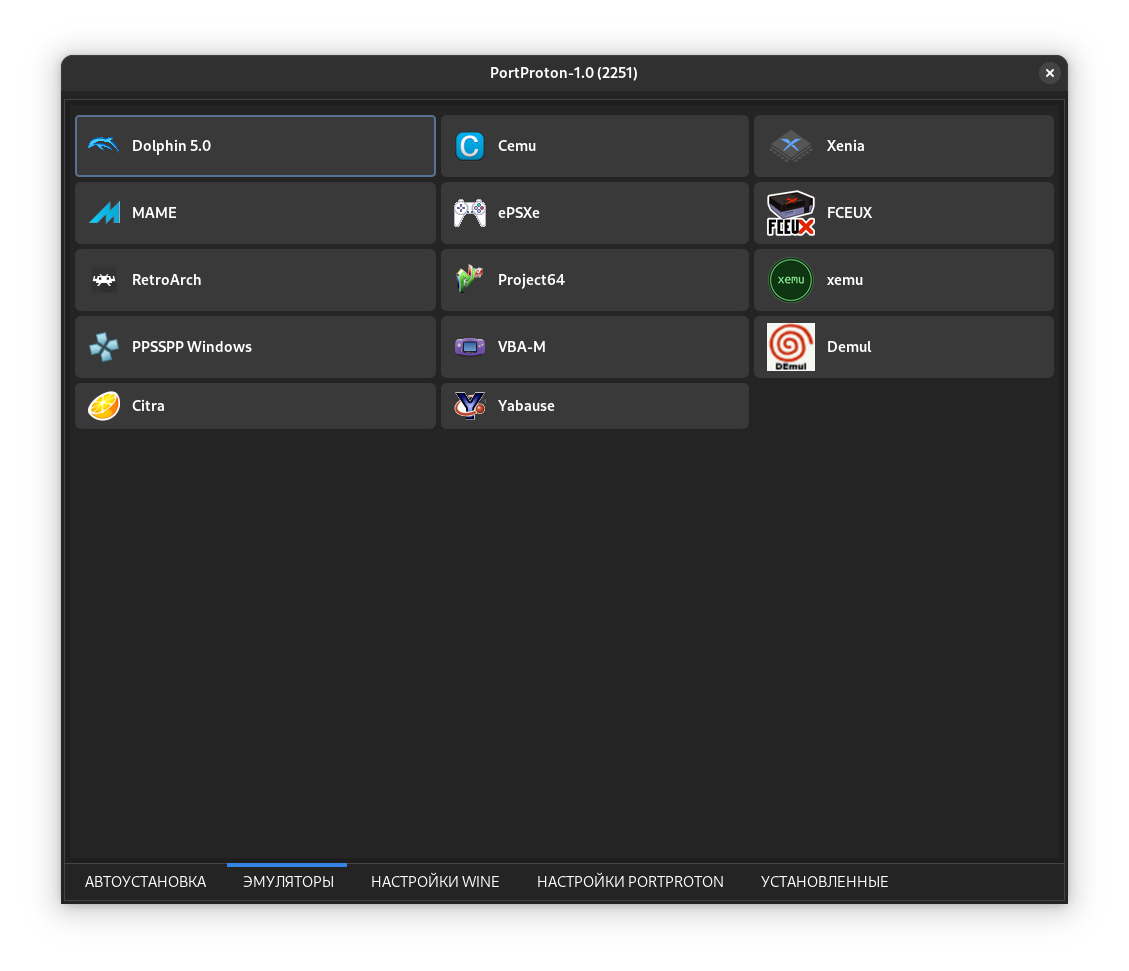 PortProton-1.0 (2251)
Dolphin 5.0
C
Cemu
Xenia
MAME
ePSXe
FCEUX
FCEUX
RetroArch
Project64
xemu
xemu
PPSSPP Windows
VBA-M
DEmul
Demul
Citra
Yabause
АВТОУСТАНОВКА
ЭМУЛЯТОРЫ
НАСТРОЙКИ WINE
НАСТРОЙКИ PORTPROTON
УСТАНОВЛЕННЫЕ